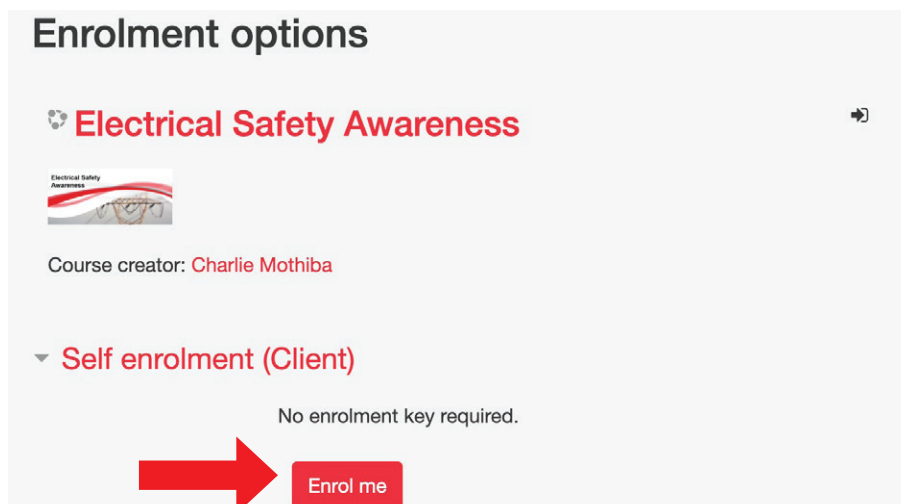 Enrolment options
Electrical Safety Awareness
Electrical Safety
Awareness
Course creator: Charlie Mothiba
Self enrolment (Client)
No enrolment key required.
Enrol me